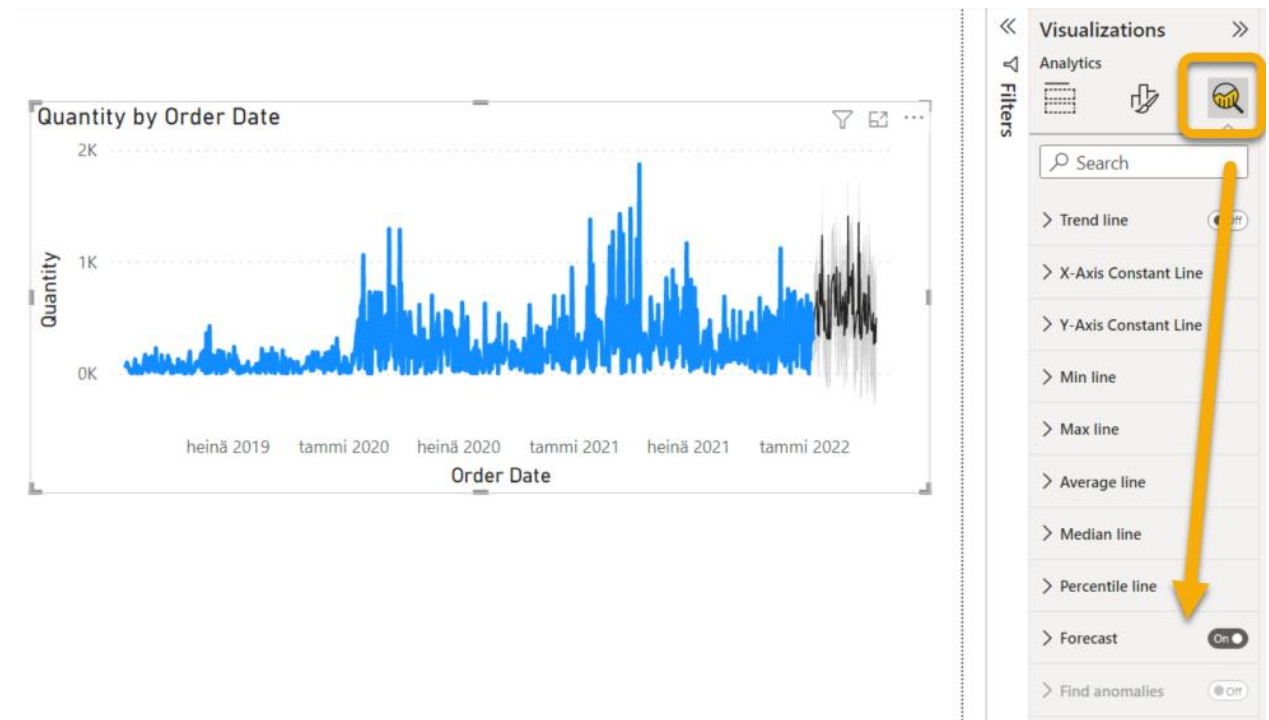 Quantity by Order Date
2K
1K
0K
Quantity
heinä 2019 tammi 2020 heinä 2020 tammi 2021 heinä 2021 tammi 2022
Order Date
Filters
Visualizations
Analytics
Search
Trend line Off
X-Axis Constant Line
Y-Axis Constant Line
Min line
Max line
Average line
Median line
Percentile line
Forecast On
Find anomalies Off